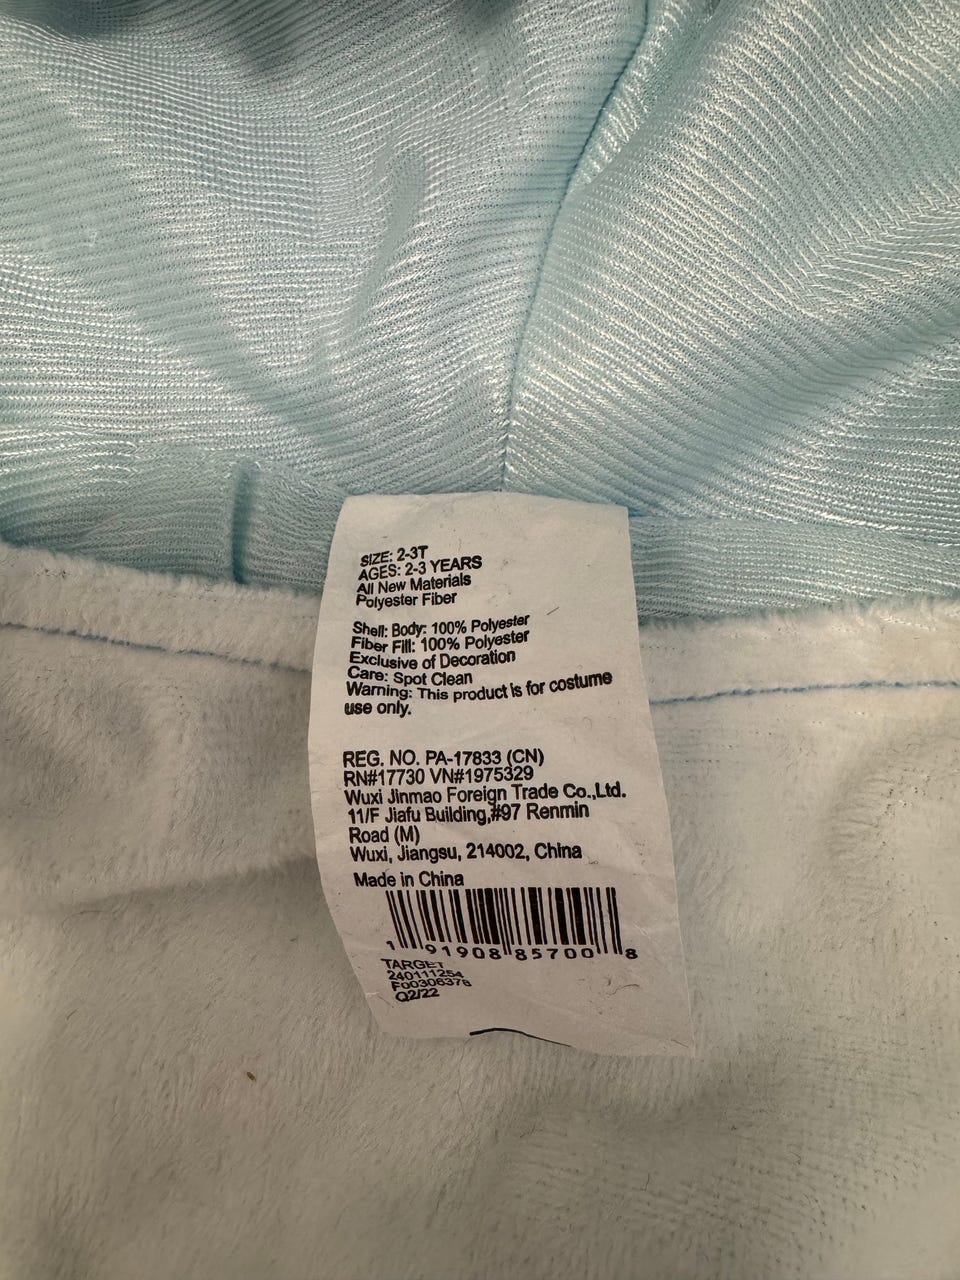 SIZE: 2-3T
AGES: 2-3 YEARS
All New Materials
Polyester Fiber
Shell: Body: 100% Polyester
Fiber Fill: 100% Polyester
Exclusive of Decoration
Care: Spot Clean
Warning: This product is for costume
use only.
REG. NO. PA-17833 (CN)
RN#17730 VN#1975329
Wuxi Jinmao Foreign Trade Co.,Ltd.
11/F Jiafu Building,#97 Renmin
Road (M)
Wuxi, Jiangsu, 214002, China
Made in China
1 91908 85700 8
TARGET
240111254
F00306378
Q2/22